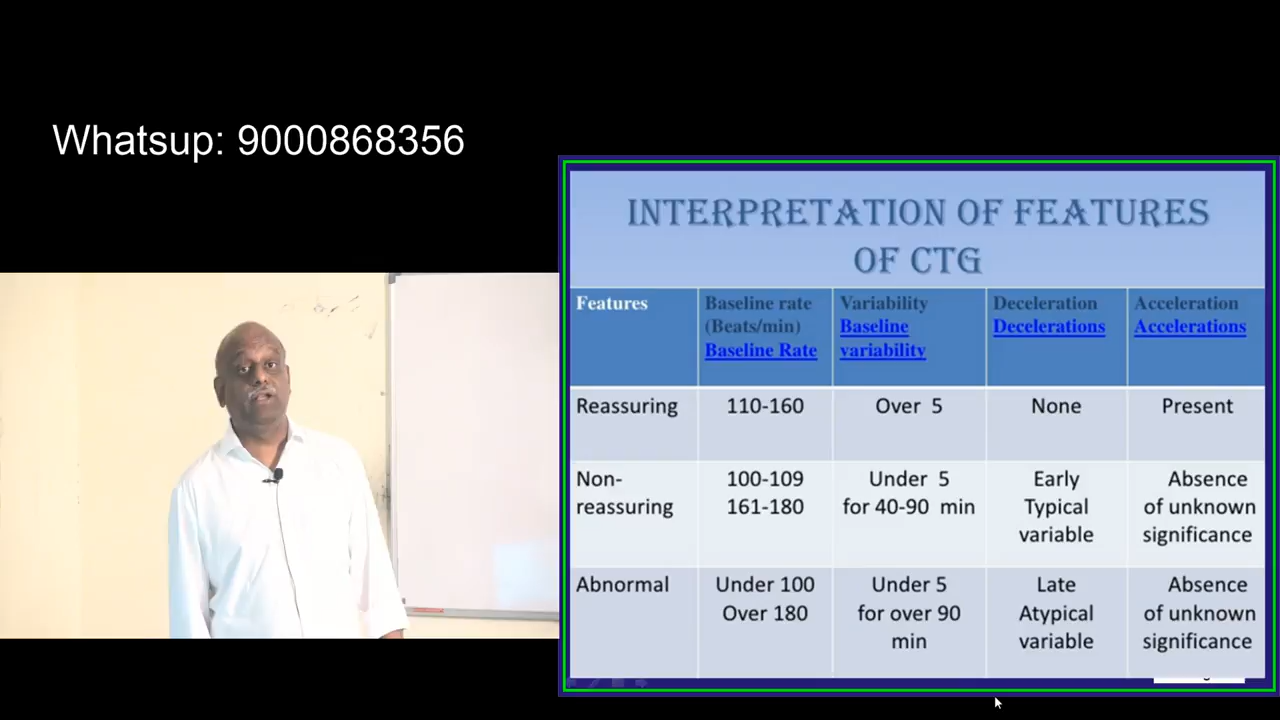 Whatsup: 9000868356
INTERPRETATION OF FEATURES
OF CTG
Features
Baseline rate
(Beats/min)
Baseline Rate
Variability
Baseline
variability
Deceleration
Decelerations
Acceleration
Accelerations
Reassuring
110-160
Over 5
None
Present
Non-
reassuring
100-109
161-180
Under 5
for 40-90 min
Early
Typical
variable
Absence
of unknown
significance
Abnormal
Under 100
Over 180
Under 5
for over 90
min
Late
Atypical
variable
Absence
of unknown
significance